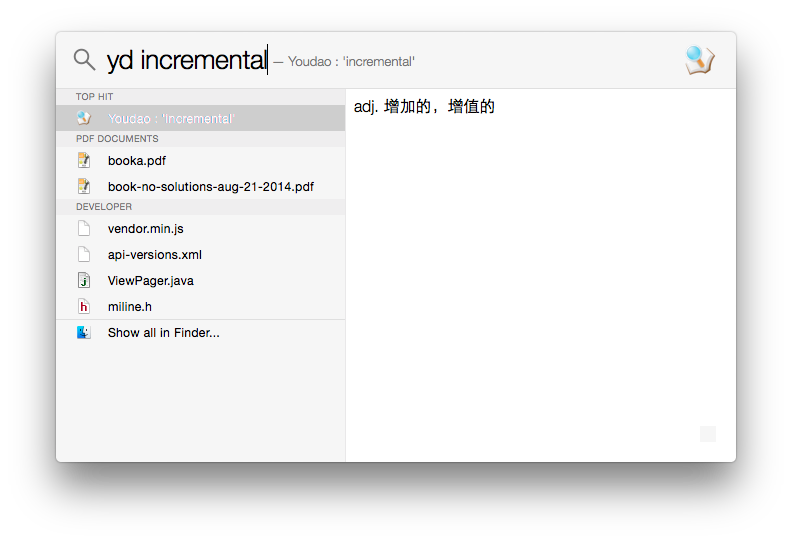 yd incremental — Youdao : 'incremental'
TOP HIT
Youdao : 'incremental'
PDF DOCUMENTS
booka.pdf
book-no-solutions-aug-21-2014.pdf
DEVELOPER
vendor.min.js
api-versions.xml
ViewPager.java
miline.h
Show all in Finder...
adj. 增加的，增值的